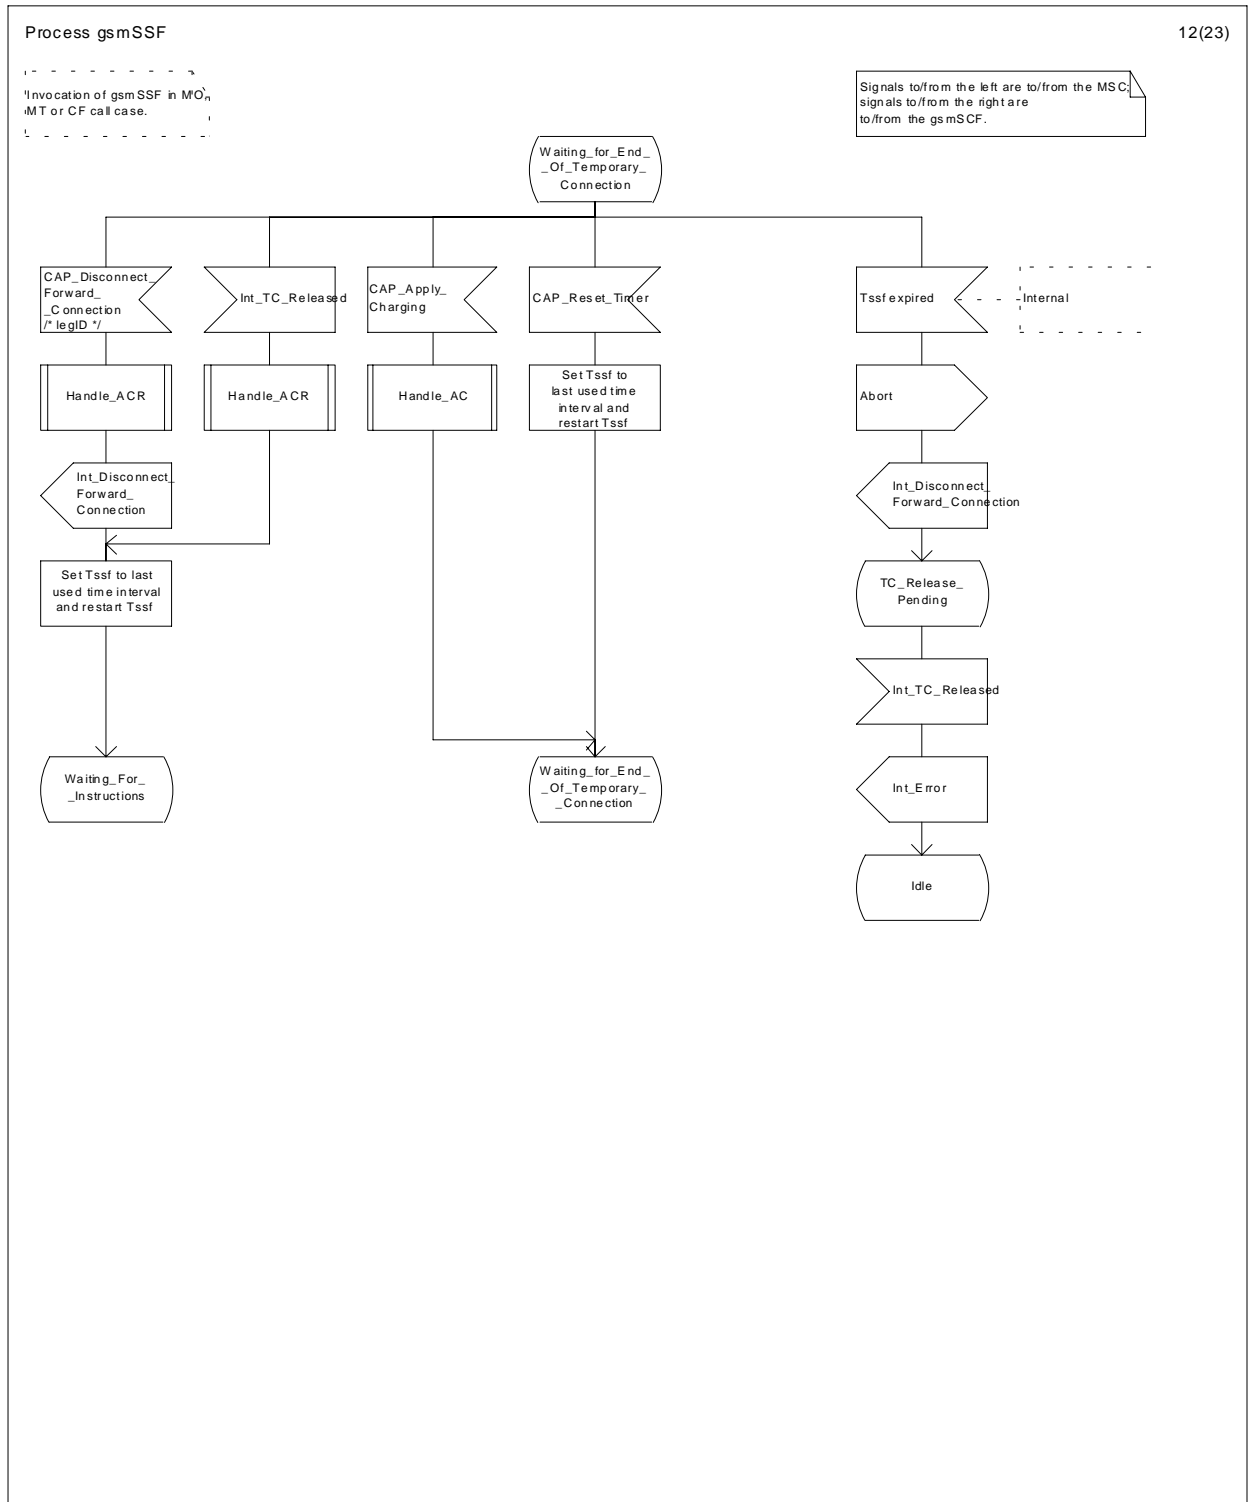 Process gsmSSF
12(23)
Invocation of gsmSSF in MO,
MT or CF call case.
Signals to/from the left are to/from the MSC;
signals to/from the right are
to/from the gsmSCF.
Waiting_for_End_
_Of_Temporary_
_Connection
CAP_Disconnect_
Forward_
_Connection
/* legID */
Int_TC_Released
CAP_Apply_
Charging
CAP_Reset_Timer
Tssf expired
Internal
Handle_ACR
Handle_ACR
Handle_AC
Set Tssf to
last used time
interval and
restart Tssf
Abort
Int_Disconnect_
Forward_
Connection
Int_Disconnect_
Forward_Connection
Set Tssf to last
used time interval
and restart Tssf
TC_Release_
Pending
Int_TC_Released
Waiting_For_
_Instructions
Waiting_for_End_
_Of_Temporary_
_Connection
Int_Error
Idle